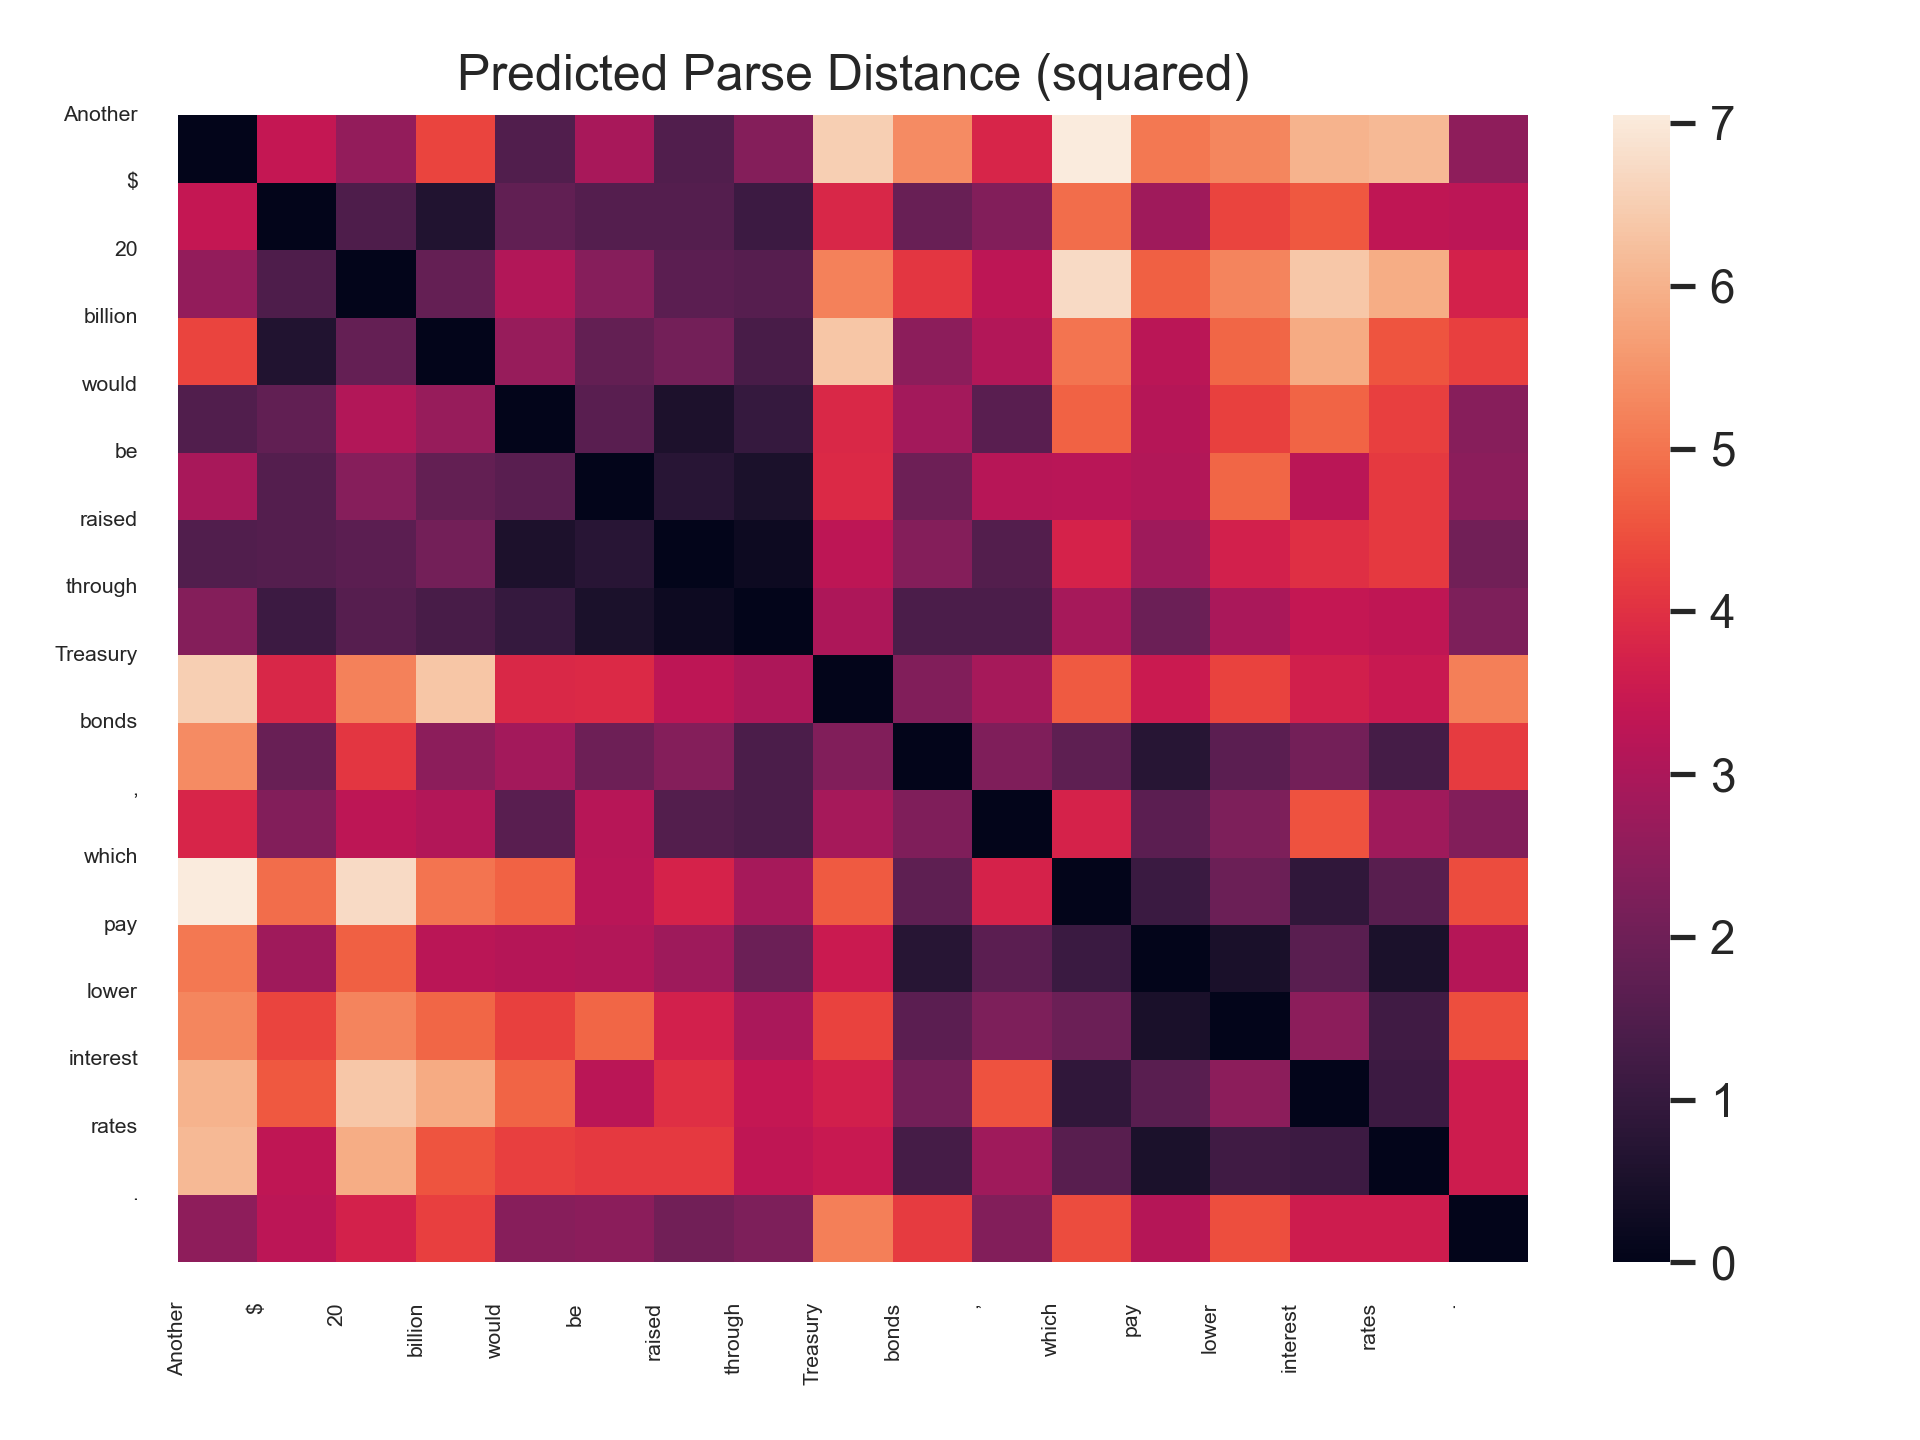 Predicted Parse Distance (squared)
Another
$
20
billion
would
be
raised
through
Treasury
bonds
,
which
pay
lower
interest
rates
.
7
6
5
4
3
2
1
0
Another
$
20
billion
would
be
raised
through
Treasury
bonds
,
which
pay
lower
interest
rates
.